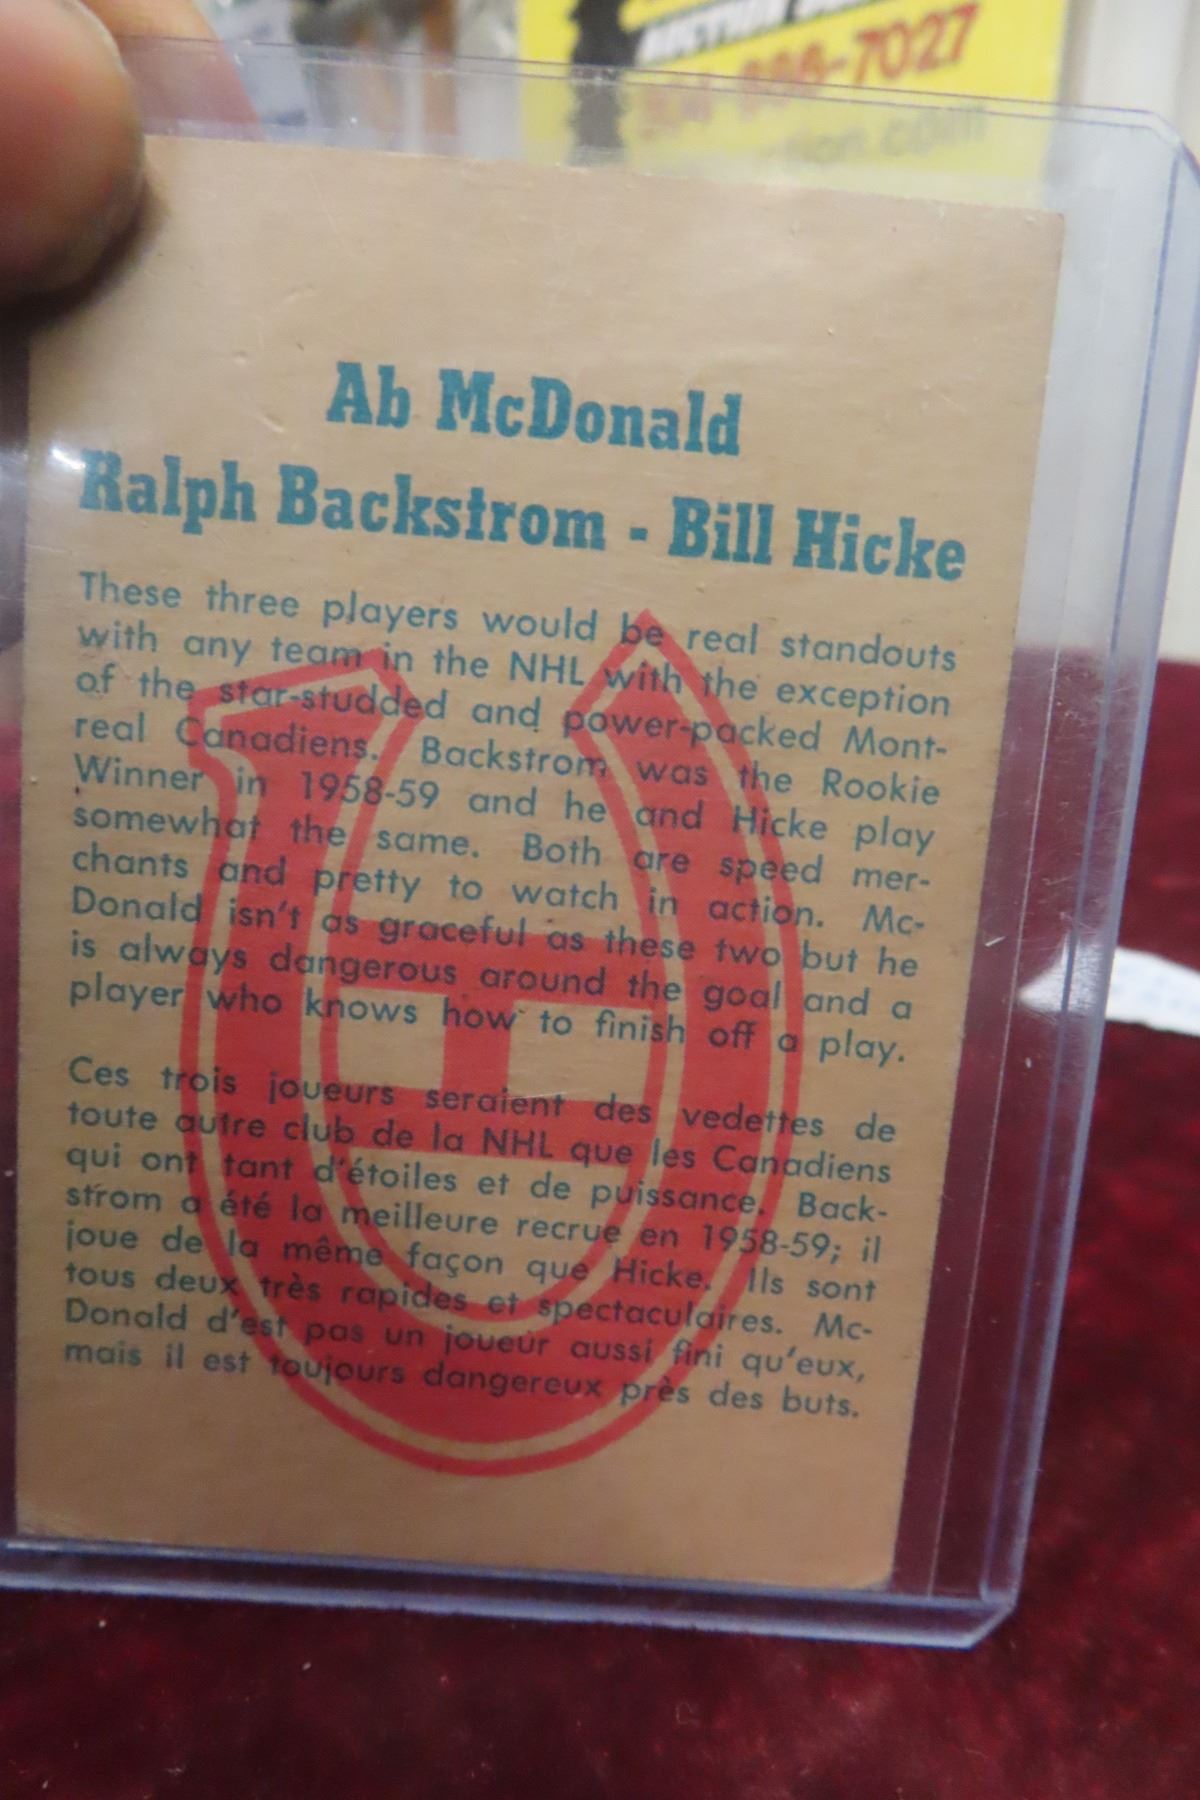 7027
Ab McDonald
Ralph Backstrom - Bill Hicke
These three players would be real standouts
with any team in the NHL with the exception
of the star-studded and power-packed Mont-
real Canadiens. Backstrom was the Rookie
Winner in 1958-59 and he and Hicke play
somewhat the same. Both are speed mer-
chants and pretty to watch in action. Mc-
Donald isn't as graceful as these two but he
is always dangerous around the goal and a
player who knows how to finish off a play.
Ces trois joueurs seraient des vedettes de
toute autre club de la NHL que les Canadiens
qui ont tant d'étoiles et de puissance. Back-
strom a été la meilleure recrue en 1958-59; il
joue de la même façon que Hicke. Ils sont
tous deux très rapides et spectaculaires. Mc-
Donald d'est pas un joueur aussi fini qu'eux,
mais il est toujours dangereux près des buts.